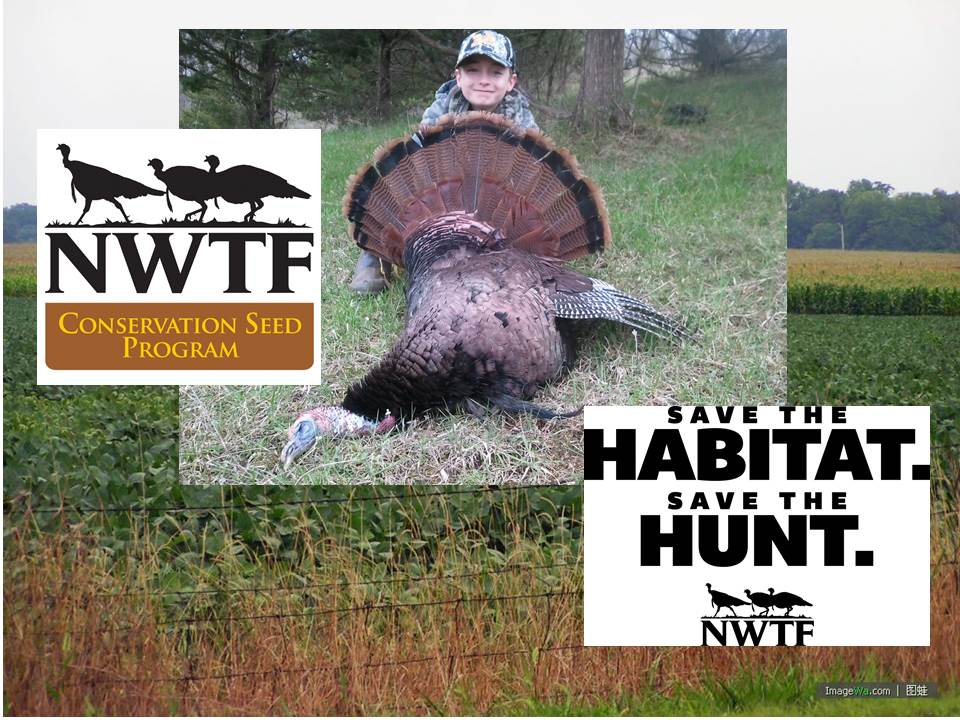 NWTF
CONSERVATION SEED
PROGRAM
SAVE THE
HABITAT.
SAVE THE
HUNT.
NWTF
ImageWa.com | 图蛙